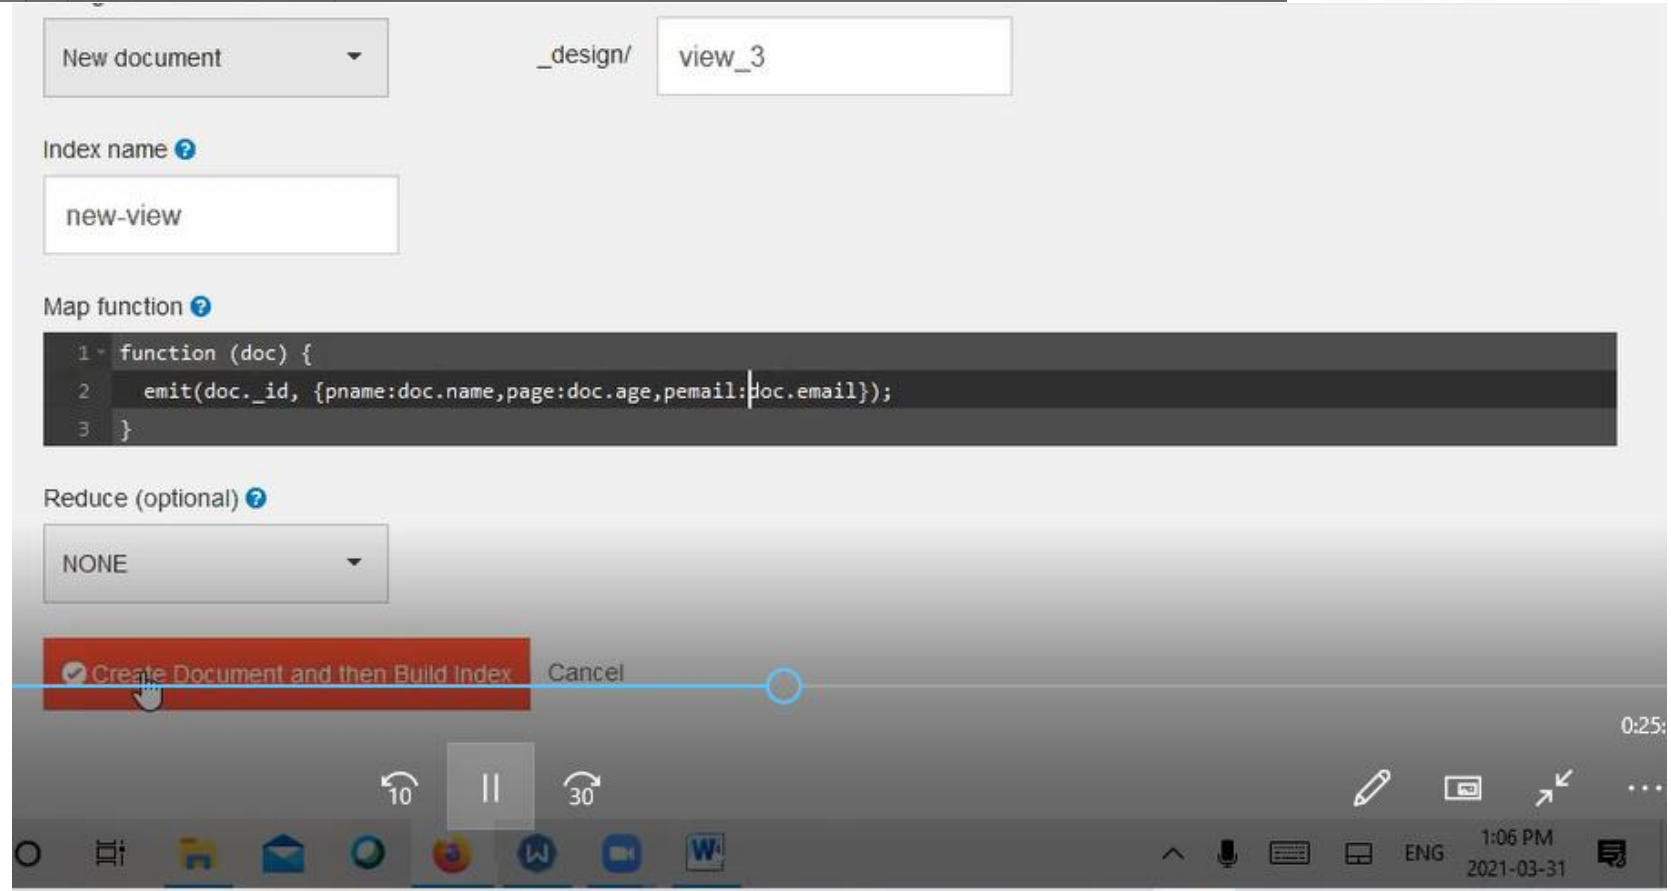 New document
_design/ view_3
Index name
new-view
Map function
1 function (doc) {
2 emit(doc._id, {pname:doc.name,page:doc.age,pemail:doc.email});
3 }
Reduce (optional)
NONE
Create Document and then Build Index Cancel
0:25:
10 30
ENG 1:06 PM
2021-03-31